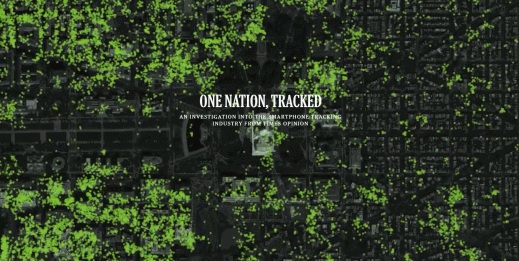 ONE NATION, TRACKED
AN INVESTIGATION INTO THE SMARTPHONE TRACKING
INDUSTRY FROM TIMES OPINION